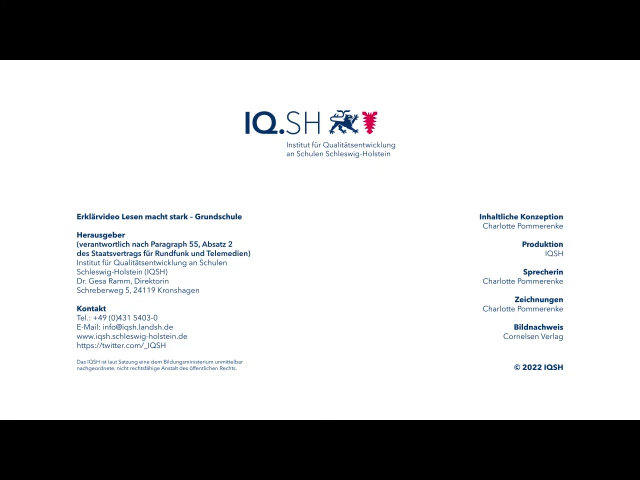 IQ.SH
Institut für Qualitätsentwicklung
an Schulen Schleswig-Holstein
Erklärvideo Lesen macht stark – Grundschule
Herausgeber
(verantwortlich nach Paragraph 55, Absatz 2
des Staatsvertrags für Rundfunk und Telemedien)
Institut für Qualitätsentwicklung an Schulen
Schleswig-Holstein (IQSH)
Dr. Gesa Ramm, Direktorin
Schreberweg 5, 24119 Kronshagen
Kontakt
Tel.: +49 (0)431 5403-0
E-Mail: info@iqsh.landsh.de
www.iqsh.schleswig-holstein.de
https://twitter.com/_IQSH
Das IQSH ist laut Satzung eine dem Bildungsministerium unmittelbar
nachgeordnete, nicht rechtsfähige Anstalt des öffentlichen Rechts.
Inhaltliche Konzeption
Charlotte Pommerenke
Produktion
IQSH
Sprecherin
Charlotte Pommerenke
Zeichnungen
Charlotte Pommerenke
Bildnachweis
Cornelsen Verlag
© 2022 IQSH